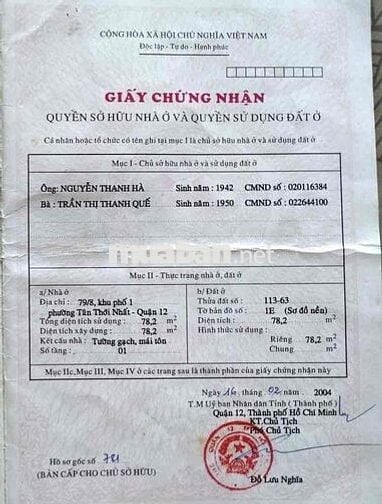 CỘNG HÒA XÃ HỘI CHỦ NGHĨA VIỆT NAM
Độc lập - Tự do - Hạnh phúc
GIẤY CHỨNG NHẬN
QUYỀN SỞ HỮU NHÀ Ở VÀ QUYỀN SỬ DỤNG ĐẤT Ở
Cá nhân hoặc tổ chức có tên ghi tại mục I là chủ sở hữu nhà ở và sử dụng đất ở
Mục I - Chủ sở hữu nhà ở và sử dụng đất ở
Ông: NGUYỄN THANH HÀ Sinh năm : 1942 CMND số : 020116384
Bà : TRẦN THỊ THANH QUẾ Sinh năm : 1950 CMND số : 022644100
muaban.net
Mục II - Thực trạng nhà ở, đất ở
a/ Nhà ở
Địa chỉ : 79/8, khu phố 1
phường Tân Thới Nhất - Quận 12
Tổng diện tích sử dụng: 78,2 m2
Diện tích xây dựng: 78,2 m2
Kết cấu nhà: Tường gạch, mái tôn
Số tầng : 01
b/ Đất ở
Thửa đất số : 113-63
Tờ bản đồ số : 1E (Sơ đồ nền)
Diện tích : 78,2 m2
Hình thức sử dụng:
Riêng 78,2 m2
Chung m2
Mục IIc, Mục III, Mục IV ở các trang sau là thành phần của giấy chứng nhận này
Ngày 16 tháng 02 năm 2004
T.M Uỷ ban Nhân dân Tỉnh ( Thành phố )
Quận 12, Thành phố Hồ Chí Minh
KT.Chủ Tịch
Phó Chủ Tịch
Hồ sơ gốc số 781
(BẢN CẤP CHO CHỦ SỞ HỮU)
Đỗ Lưu Nghĩa